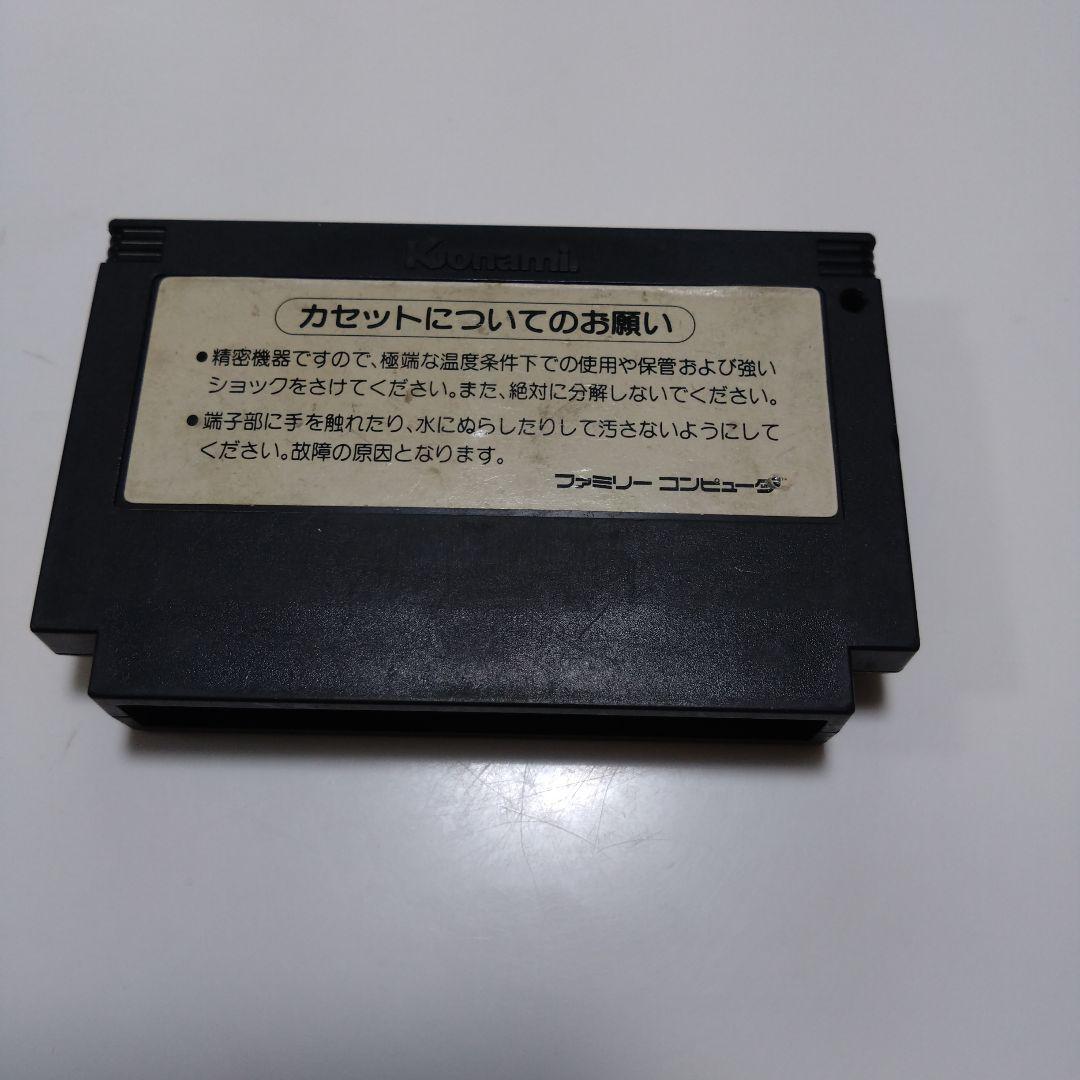 Konami
カセットについてのお願い
●精密機器ですので、極端な温度条件下での使用や保管および強い
ショックをさけてください。また、絶対に分解しないでください。
●端子部に手を触れたり、水にぬらしたりして汚さないようにして
ください。故障の原因となります。
ファミリー コンピュータ